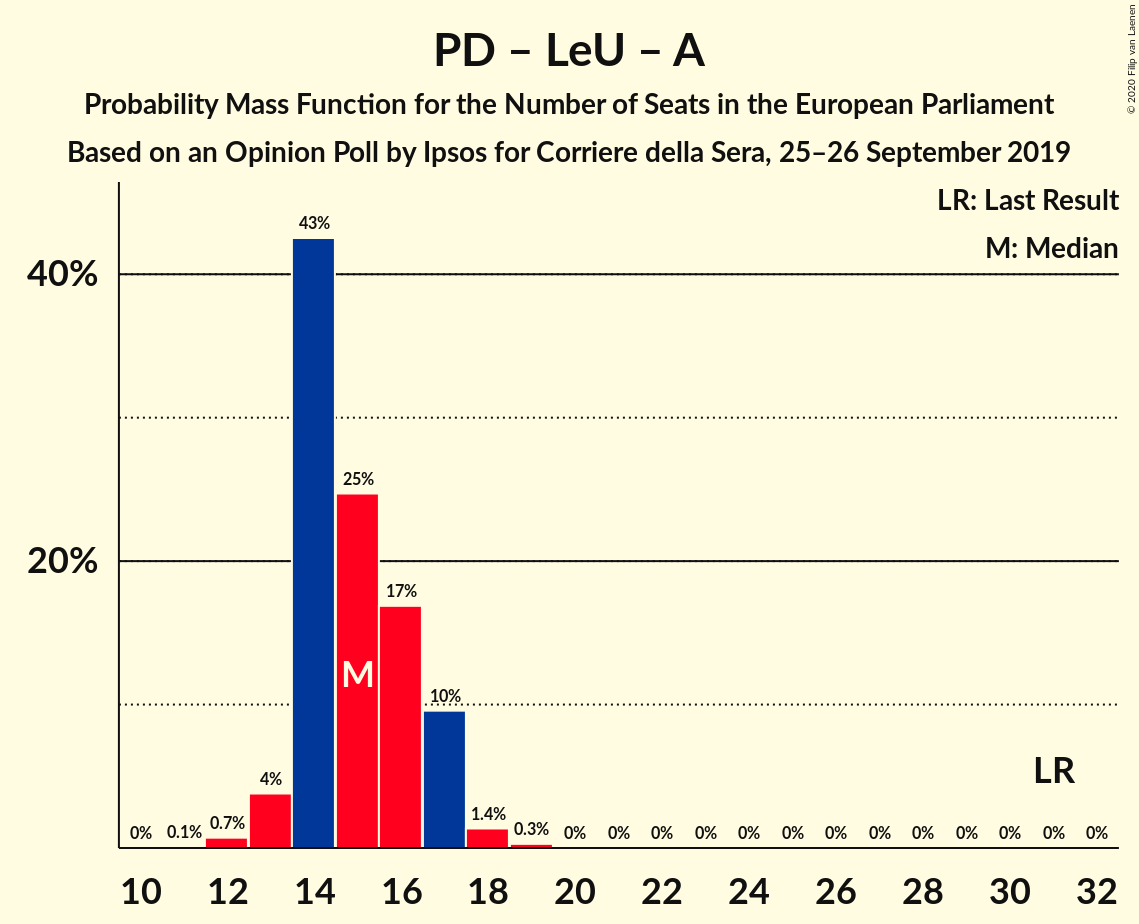 PD – LeU – A
Probability Mass Function for the Number of Seats in the European Parliament
Based on an Opinion Poll by Ipsos for Corriere della Sera, 25–26 September 2019
© 2020 Filip van Laenen
LR: Last Result
M: Median
40%
20%
0% 0.1% 0.7% 4% 43% 25% 17% 10% 1.4% 0.3% 0% 0% 0% 0% 0% 0% 0% 0% 0% 0% 0% 0% 0%
M
LR
10 12 14 16 18 20 22 24 26 28 30 32